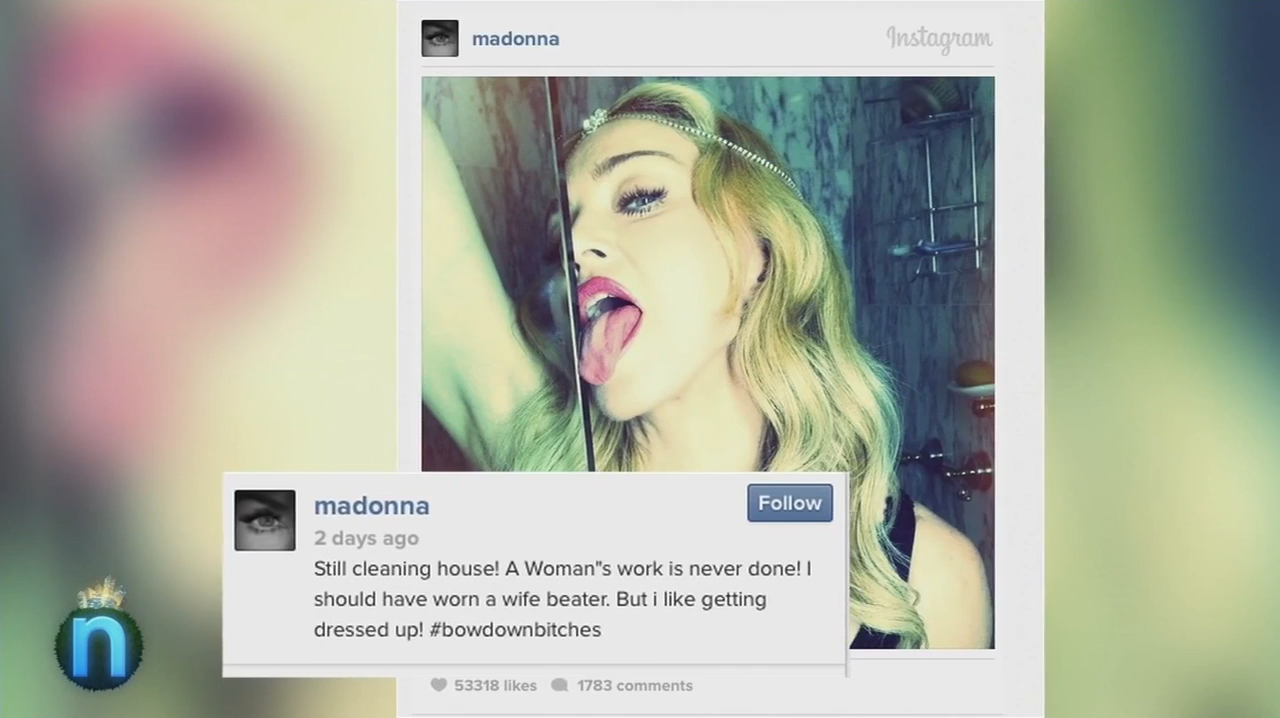 madonna
Instagram
madonna
Follow
2 days ago
Still cleaning house! A Woman"s work is never done! I
should have worn a wife beater. But i like getting
dressed up! #bowdownbitches
53318 likes
1783 comments
n